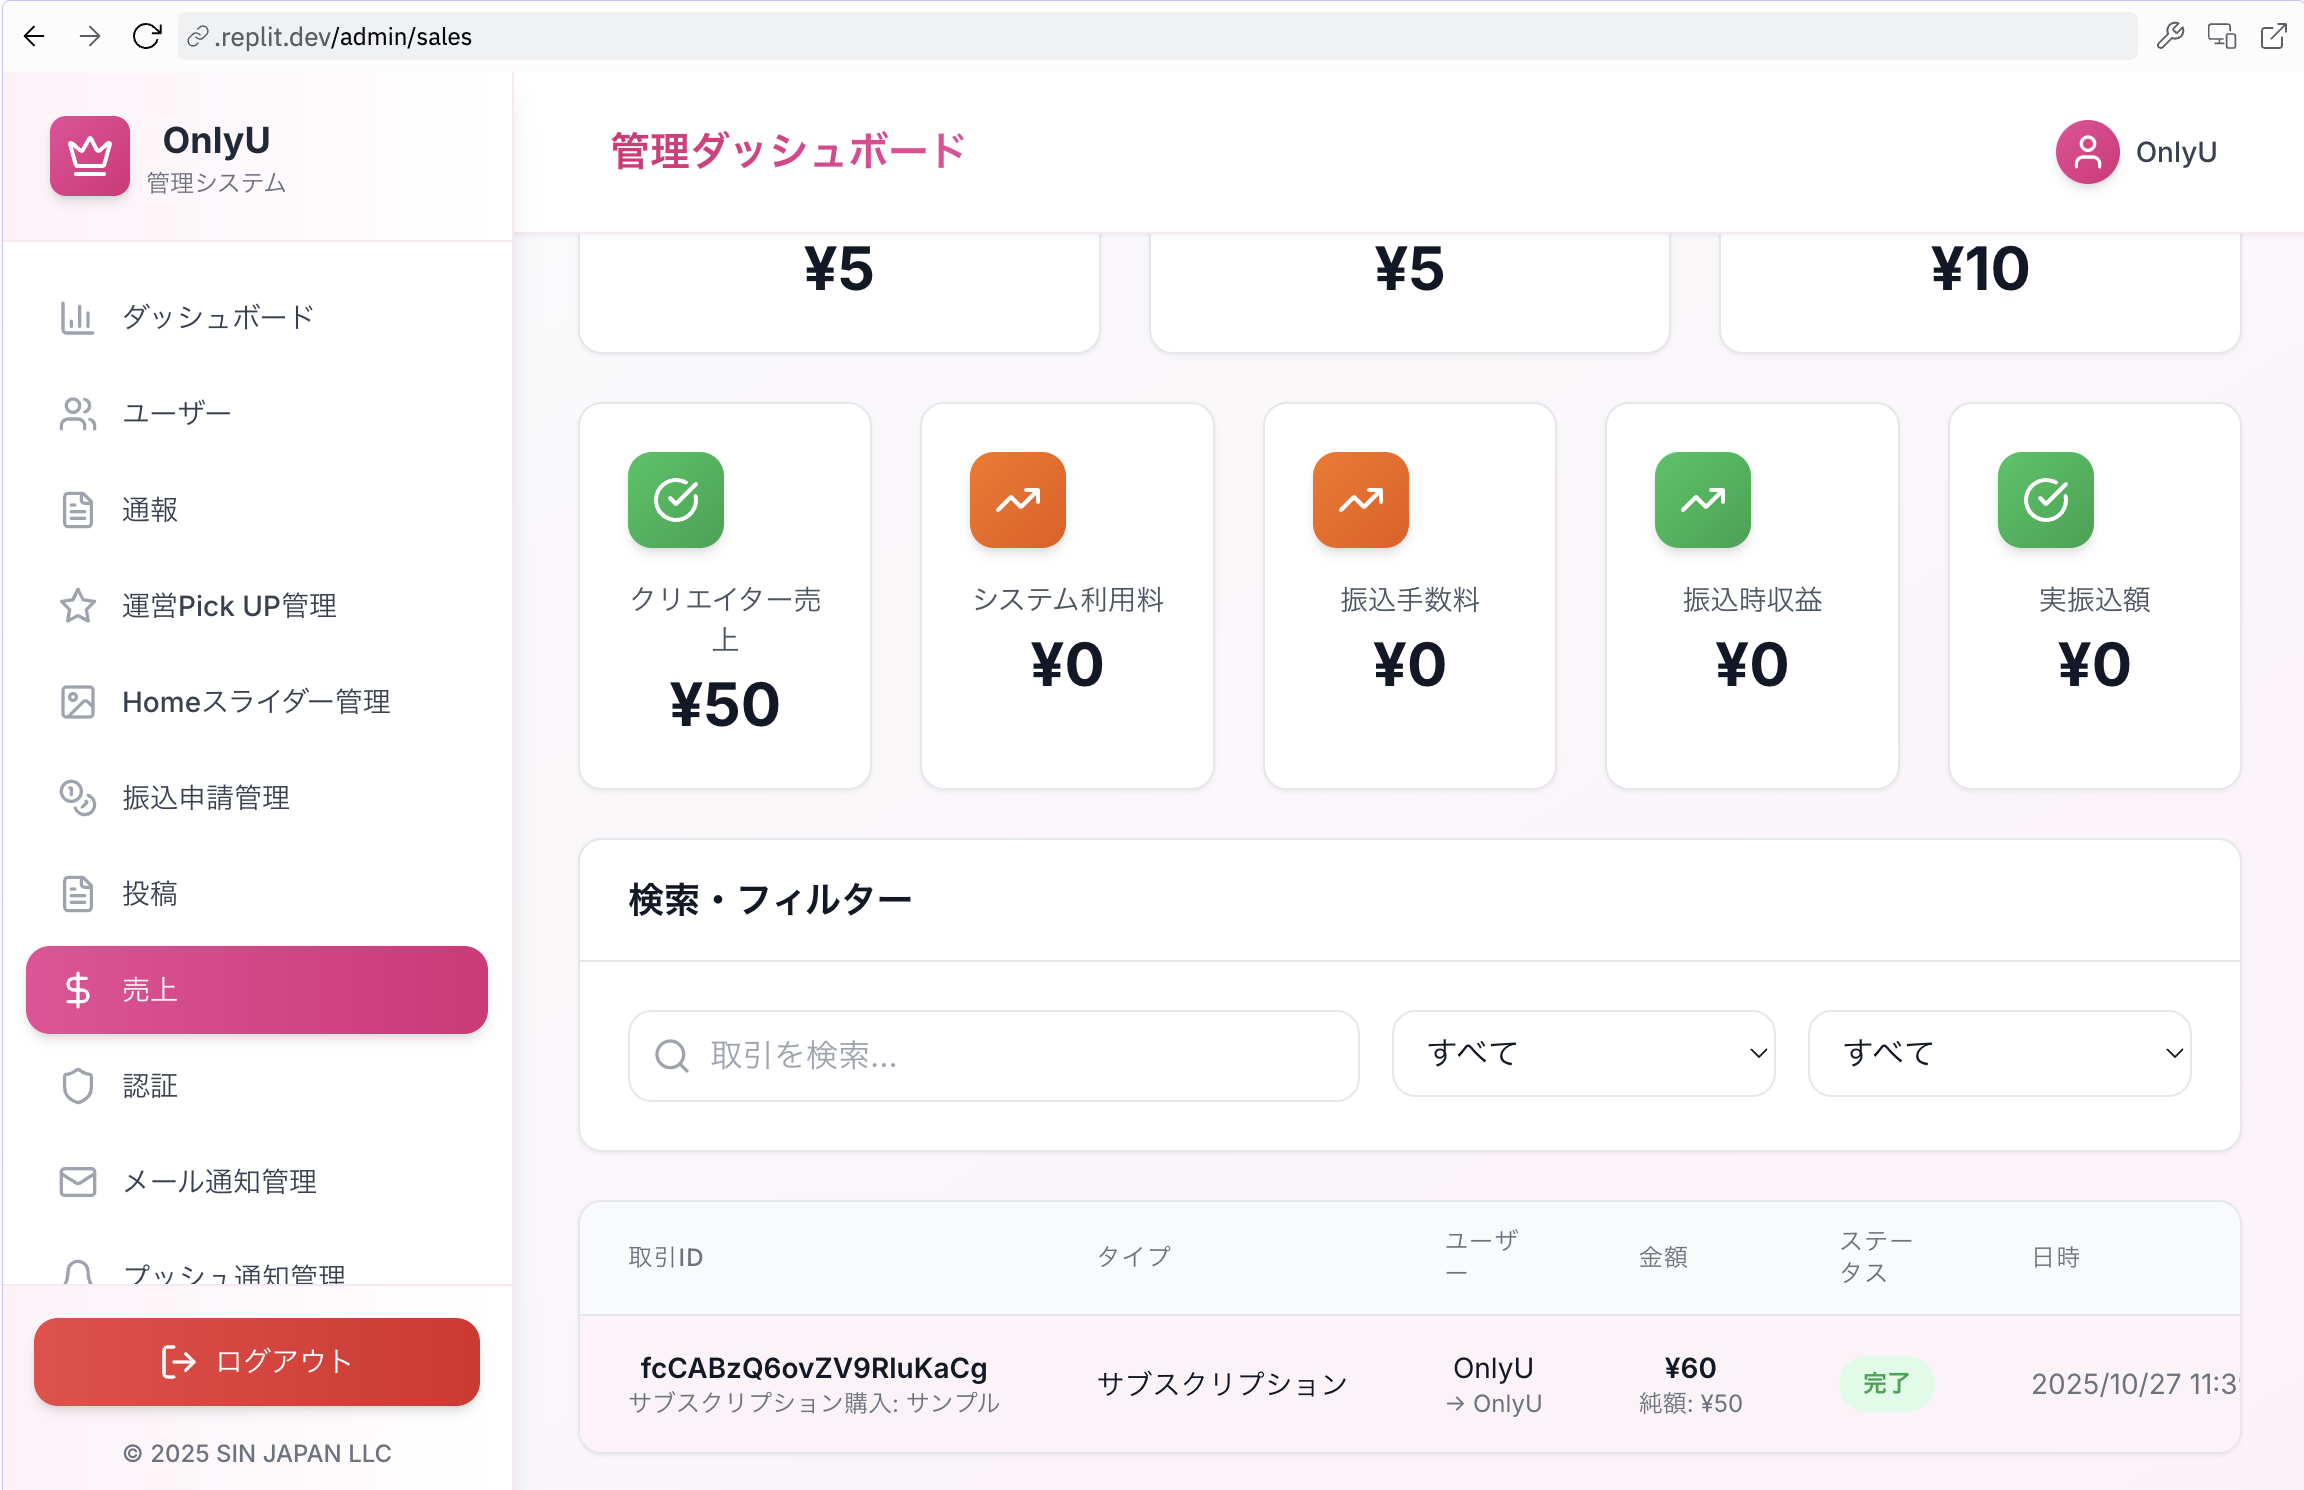 .replit.dev/admin/sales
OnlyU
管理システム
管理ダッシュボード
OnlyU
ダッシュボード
ユーザー
通報
運営Pick UP管理
Homeスライダー管理
振込申請管理
投稿
売上
認証
メール通知管理
プッシュ通知管理
ログアウト
© 2025 SIN JAPAN LLC
¥5
¥5
¥10
クリエイター売
上
¥50
システム利用料
¥0
振込手数料
¥0
振込時収益
¥0
実振込額
¥0
検索・フィルター
取引を検索...
すべて
すべて
取引ID
タイプ
ユーザ
ー
金額
ステー
タス
日時
fcCABzQ6ovZV9RluKaCg
サブスクリプション購入: サンプル
サブスクリプション
OnlyU
→ OnlyU
¥60
純額: ¥50
完了
2025/10/27 11:3